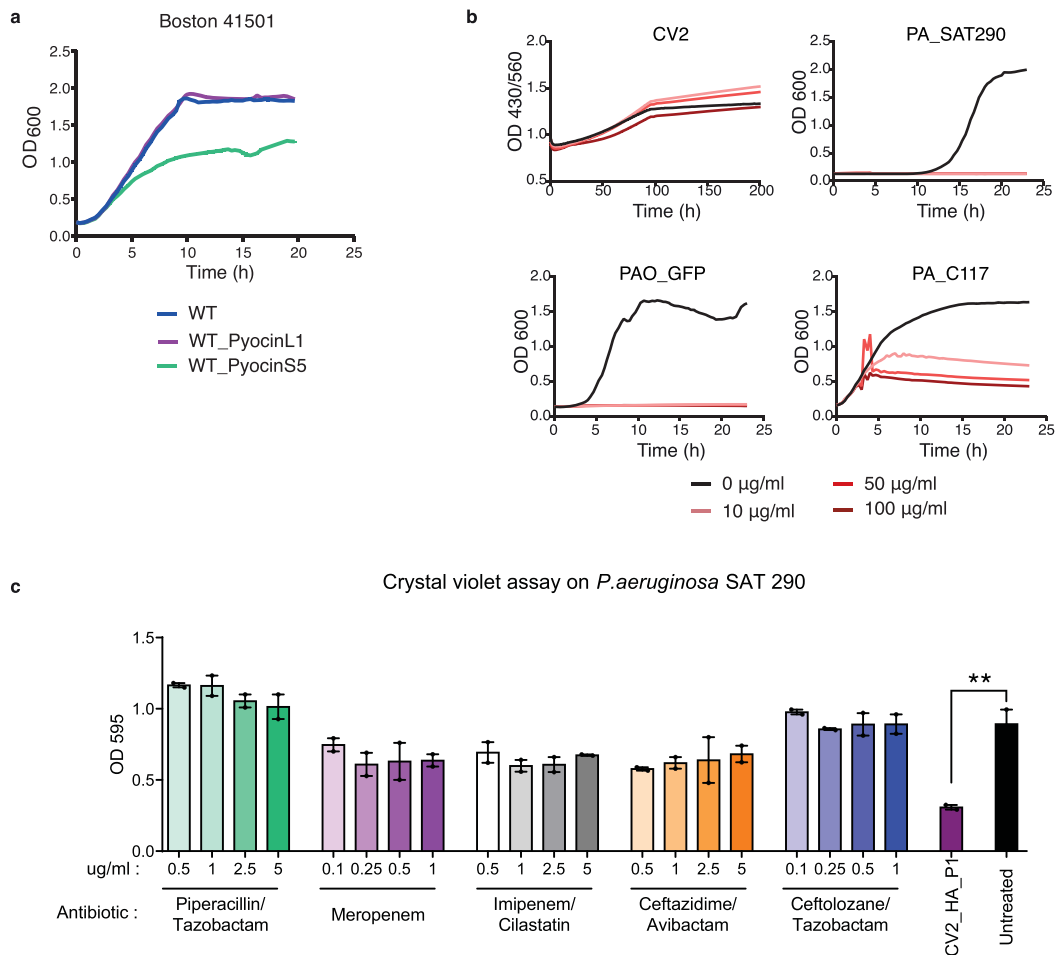 a
Boston 41501
2.5
2.0
1.5
1.0
0.5
0.0
OD600
0 5 10 15 20 25
Time (h)
WT
WT_PyocinL1
WT_PyocinS5
b
CV2
2.0
1.5
1.0
0.5
OD 430/560
0 50 100 150 200
Time (h)
PA_SAT290
2.5
2.0
1.5
1.0
0.5
0.0
OD 600
0 5 10 15 20 25
Time (h)
PAO_GFP
2.0
1.5
1.0
0.5
0.0
OD 600
0 5 10 15 20 25
Time (h)
PA_C117
2.0
1.5
1.0
0.5
0.0
OD 600
0 5 10 15 20 25
Time (h)
0 µg/ml
50 µg/ml
10 µg/ml
100 µg/ml
c
Crystal violet assay on P.aeruginosa SAT 290
1.5
1.0
0.5
0.0
OD 595
**
ug/ml : 0.5 1 2.5 5 0.1 0.25 0.5 1 0.5 1 2.5 5 0.5 1 2.5 5 0.1 0.25 0.5 1
Antibiotic :
Piperacillin/
Tazobactam
Meropenem
Imipenem/
Cilastatin
Ceftazidime/
Avibactam
Ceftolozane/
Tazobactam
CV2_HA_P1
Untreated